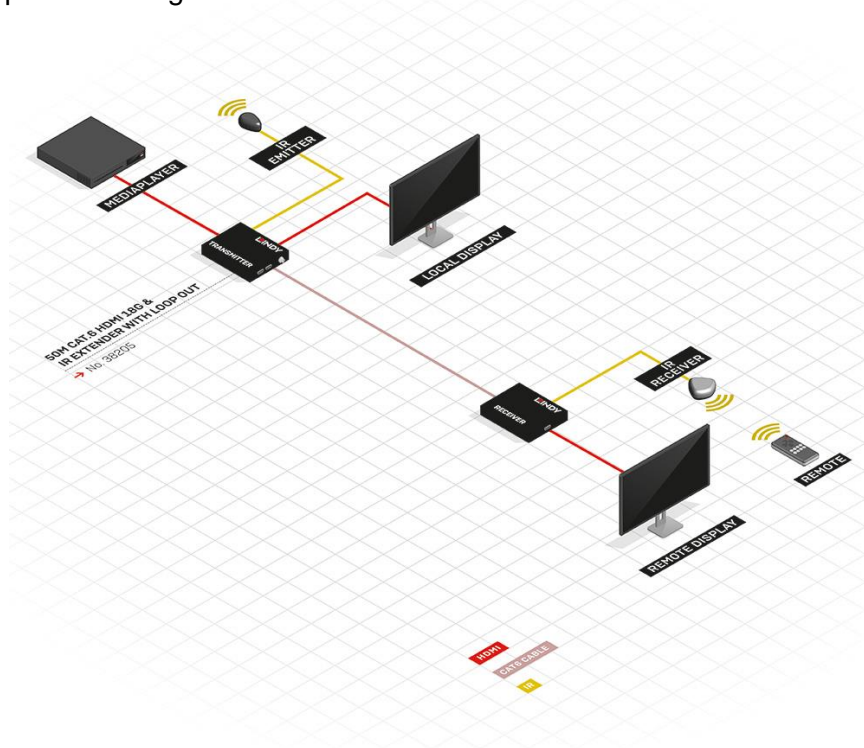 IR
EMITTER
MEDIAPLAYER
LINDY
TRANSMITTER
LOCAL DISPLAY
50M CAT.6 HDMI 18G &
IR EXTENDER WITH LOOP OUT
No. 38205
IR
RECEIVER
LINDY
RECEIVER
REMOTE
REMOTE DISPLAY
HDMI
CAT6 CABLE
IR